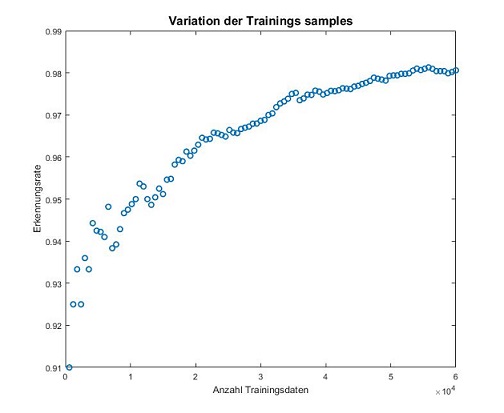 Variation der Trainings samples
0.99
0.98
0.97
0.96
0.95
0.94
0.93
0.92
0.91
Erkennungsrate
0 1 2 3 4 5 6
Anzahl Trainingsdaten
×10⁴